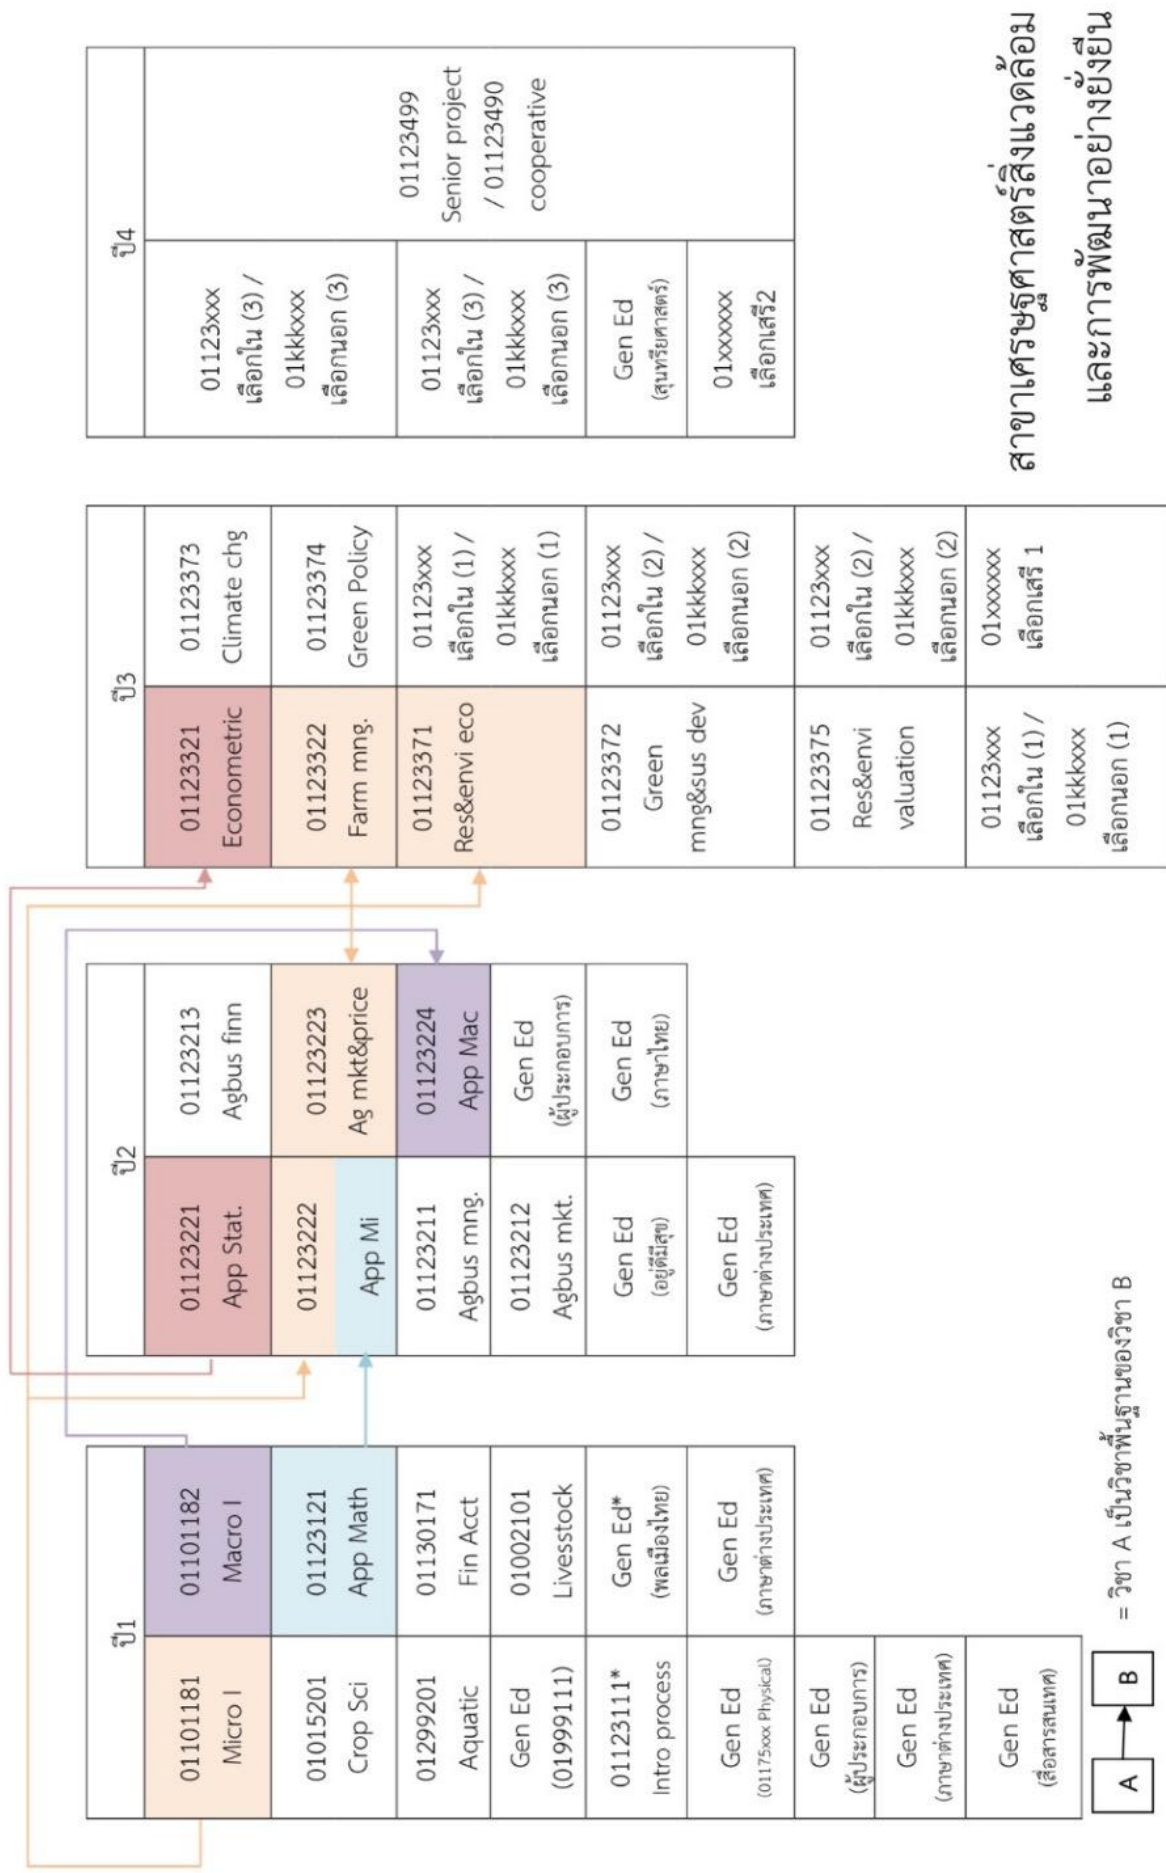 ปี1
01101181
Micro I
01101182
Macro I
01015201
Crop Sci
01123121
App Math
01299201
Aquatic
01130171
Fin Acct
Gen Ed
(01999111)
01002101
Livesstock
01123111*
Intro process
Gen Ed*
(พลเมืองไทย)
Gen Ed
(01175xxx Physical)
Gen Ed
(ภาษาต่างประเทศ)
Gen Ed
(ผู้ประกอบการ)
Gen Ed
(ภาษาต่างประเทศ)
Gen Ed
(สื่อสารสนเทศ)
ปี2
01123221
App Stat.
01123213
Agbus finn
01123222
App Mi
01123223
Ag mkt&price
01123211
Agbus mng.
01123224
App Mac
01123212
Agbus mkt.
Gen Ed
(ผู้ประกอบการ)
Gen Ed
(อยู่ดีมีสุข)
Gen Ed
(ภาษาไทย)
Gen Ed
(ภาษาต่างประเทศ)
ปี3
01123321
Econometric
01123373
Climate chg
01123322
Farm mng.
01123374
Green Policy
01123371
Res&envi eco
01123xxx
เลือกใน (1) /
01kkkxxx
เลือกนอก (1)
01123372
Green
mng&sus dev
01123xxx
เลือกใน (2) /
01kkkxxx
เลือกนอก (2)
01123375
Res&envi
valuation
01123xxx
เลือกใน (2) /
01kkkxxx
เลือกนอก (2)
01123xxx
เลือกใน (1) /
01kkkxxx
เลือกนอก (1)
01xxxxxx
เลือกเสรี 1
ปี4
01123xxx
เลือกใน (3) /
01kkkxxx
เลือกนอก (3)
01123499
Senior project
/ 01123490
cooperative
01123xxx
เลือกใน (3) /
01kkkxxx
เลือกนอก (3)
Gen Ed
(สุนทรียศาสตร์)
01xxxxxx
เลือกเสรี2
A B = วิชา A เป็นวิชาพื้นฐานของวิชา B
สาขาเศรษฐศาสตร์สิ่งแวดล้อม
และการพัฒนาอย่างยั่งยืน